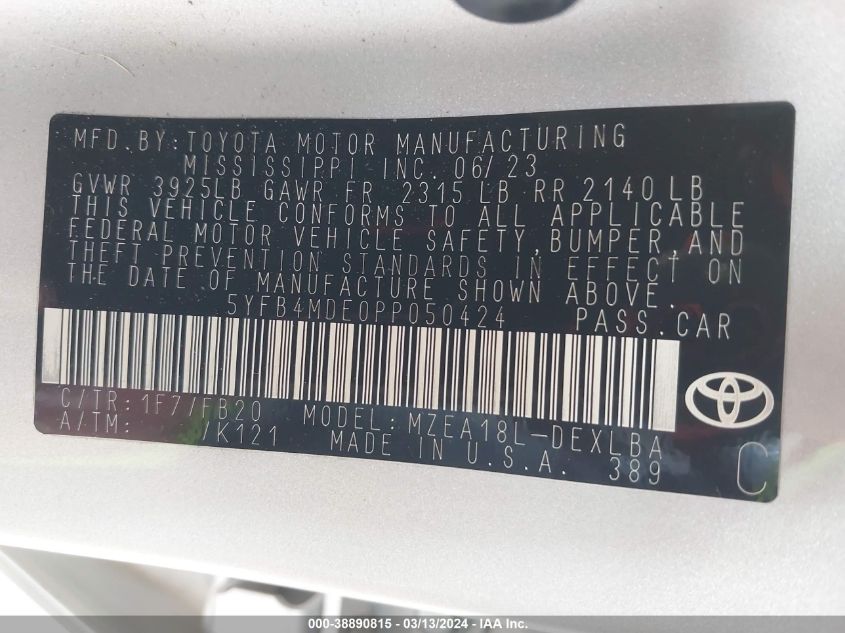 MFD. BY: TOYOTA MOTOR MANUFACTURING
MISSISSIPPI INC. 06/23
GVWR 3925LB GAWR FR 2315 LB RR 2140 LB
THIS VEHICLE CONFORMS TO ALL APPLICABLE
FEDERAL MOTOR VEHICLE SAFETY, BUMPER, AND
THEFT PREVENTION STANDARDS IN EFFECT ON
THE DATE OF MANUFACTURE SHOWN ABOVE.
5YFB4MDE0PP050424 PASS. CAR
C/TR: 1F7/FB20 MODEL: MZEA18L-DEXLBA
A/TM: /K121 MADE IN U.S.A. 389 C
000-38890815 - 03/13/2024 - IAA Inc.